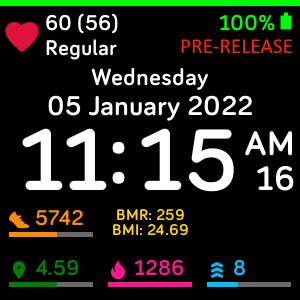 60 (56) 100%
Regular PRE-RELEASE
Wednesday
05 January 2022
11:15 AM
16
5742 BMR: 259
BMI: 24.69
4.59 1286 8